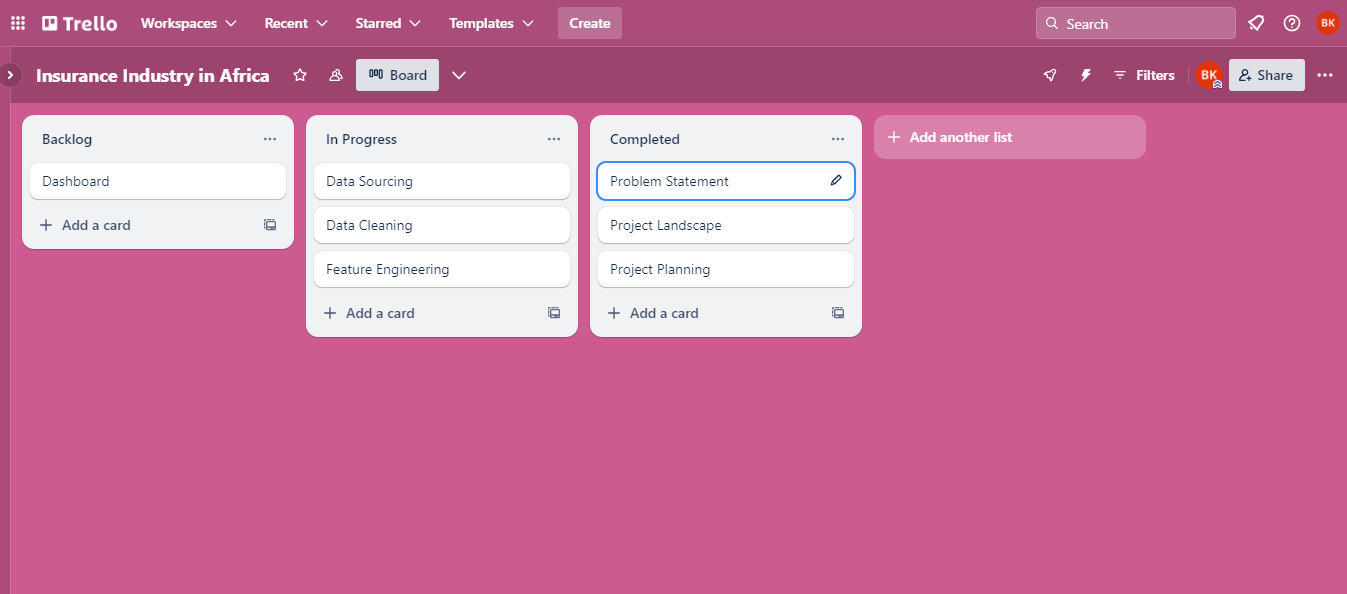 Trello Workspaces Recent Starred Templates Create Search BK
Insurance Industry in Africa Board Filters BK Share
Backlog
Dashboard
Add a card
In Progress
Data Sourcing
Data Cleaning
Feature Engineering
Add a card
Completed
Problem Statement
Project Landscape
Project Planning
Add a card
Add another list